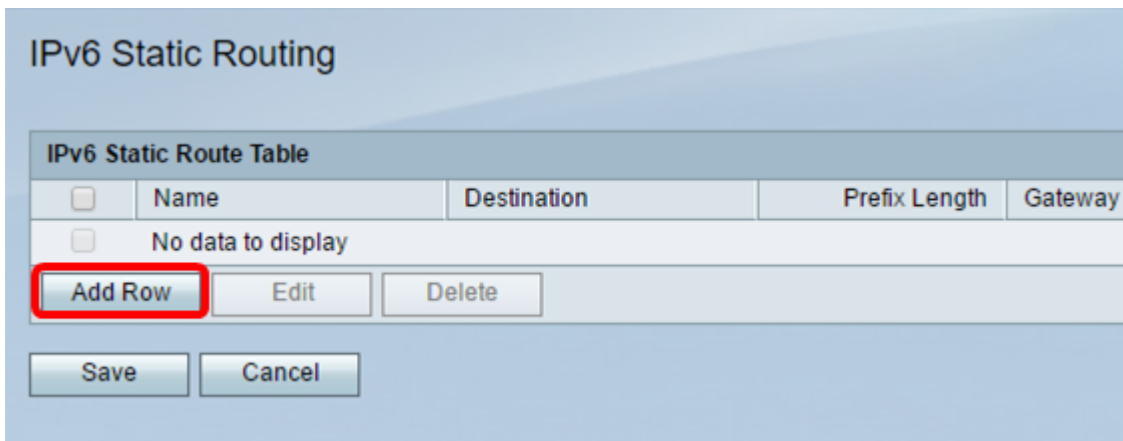 IPv6 Static Routing
IPv6 Static Route Table
Name Destination Prefix Length Gateway
No data to display
Add Row Edit Delete
Save Cancel